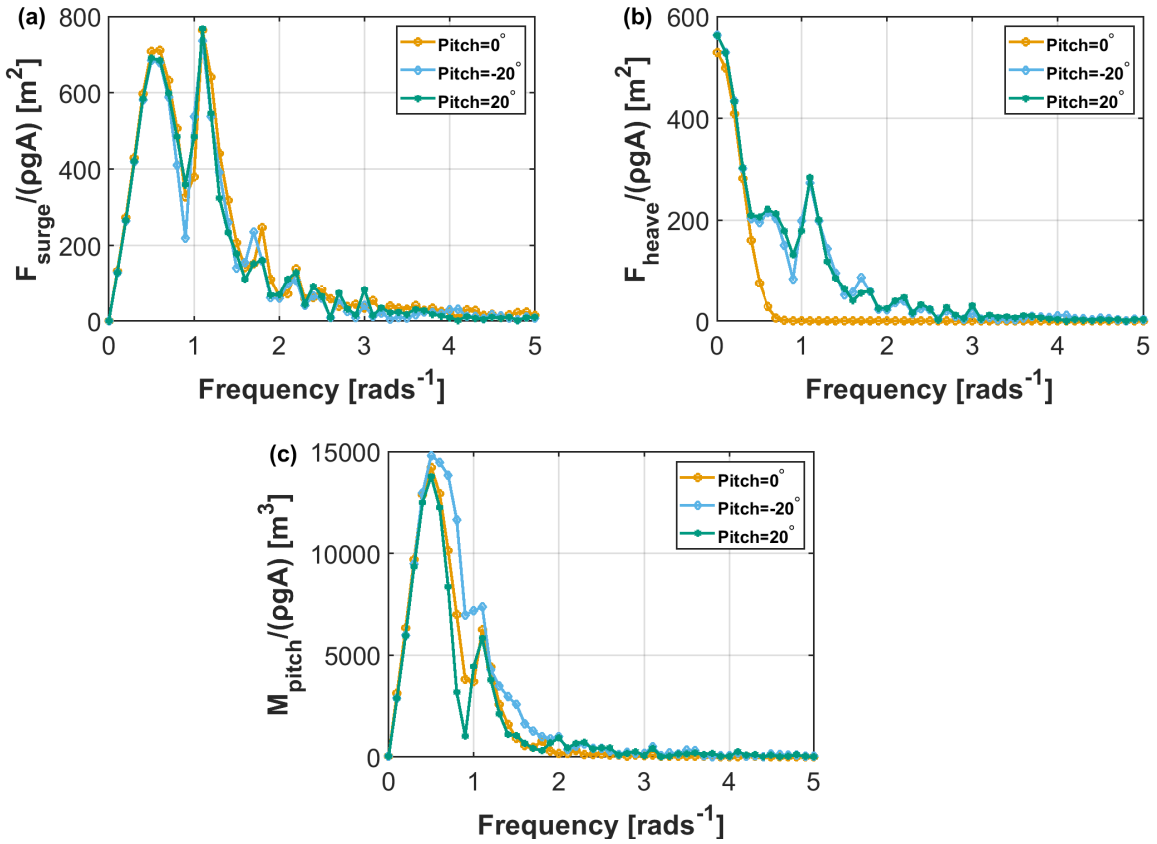 (a)
800
600
400
200
0
F_surge/(ρgA) [m²]
0 1 2 3 4 5
Frequency [rads⁻¹]
Pitch=0°
Pitch=-20°
Pitch=20°
(b)
600
400
200
0
F_heave/(ρgA) [m²]
0 1 2 3 4 5
Frequency [rads⁻¹]
Pitch=0°
Pitch=-20°
Pitch=20°
(c)
15000
10000
5000
0
M_pitch/(ρgA) [m³]
0 1 2 3 4 5
Frequency [rads⁻¹]
Pitch=0°
Pitch=-20°
Pitch=20°